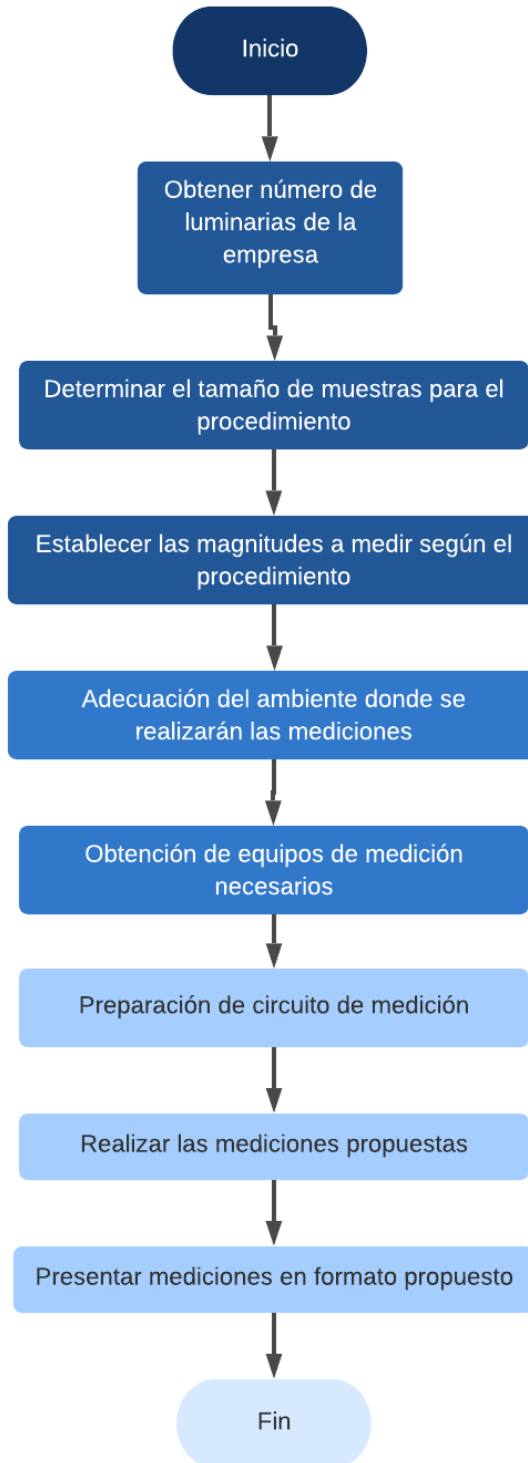 Inicio
Obtener número de
luminarias de la
empresa
Determinar el tamaño de muestras para el
procedimiento
Establecer las magnitudes a medir según el
procedimiento
Adecuación del ambiente donde se
realizarán las mediciones
Obtención de equipos de medición
necesarios
Preparación de circuito de medición
Realizar las mediciones propuestas
Presentar mediciones en formato propuesto
Fin